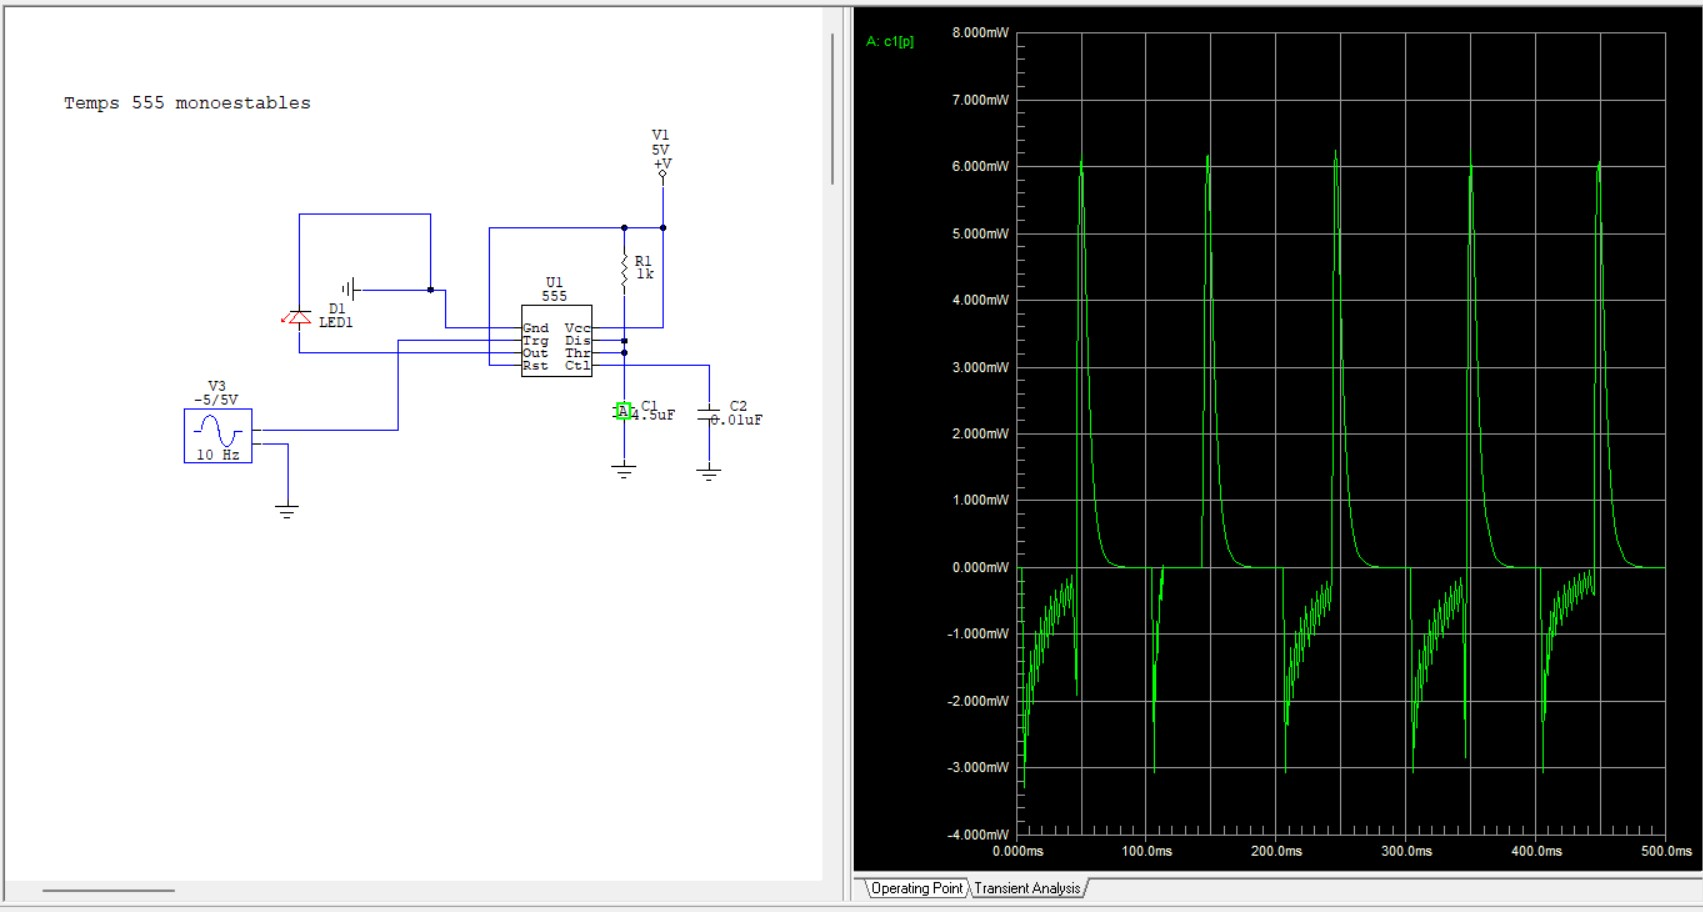 Temps 555 monoestables
V1
5V
+V
R1
1k
U1
555
D1
LED1
Gnd Vcc
Trg Dis
Out Thr
Rst Ctl
V3
-5/5V
10 Hz
A
C1
4.5uF
C2
0.01uF
A: c1[p]
8.000mW
7.000mW
6.000mW
5.000mW
4.000mW
3.000mW
2.000mW
1.000mW
0.000mW
-1.000mW
-2.000mW
-3.000mW
-4.000mW
0.000ms 100.0ms 200.0ms 300.0ms 400.0ms 500.0ms
Operating Point Transient Analysis